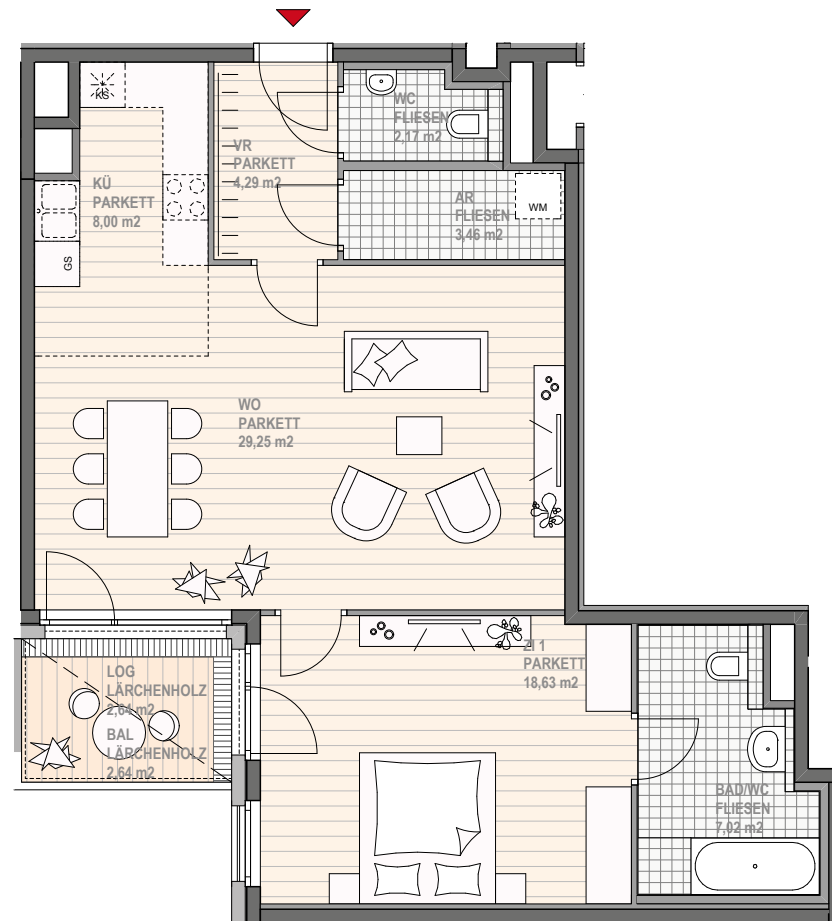 KS
WC
FLIESEN
2,17 m2
VR
PARKETT
4,29 m2
KÜ
PARKETT
8,00 m2
AR
FLIESEN
3,46 m2
WM
GS
WO
PARKETT
29,25 m2
ZI 1
PARKETT
18,63 m2
LOG
LÄRCHENHOLZ
2,64 m2
BAL
LÄRCHENHOLZ
2,64 m2
BAD/WC
FLIESEN
7,02 m2